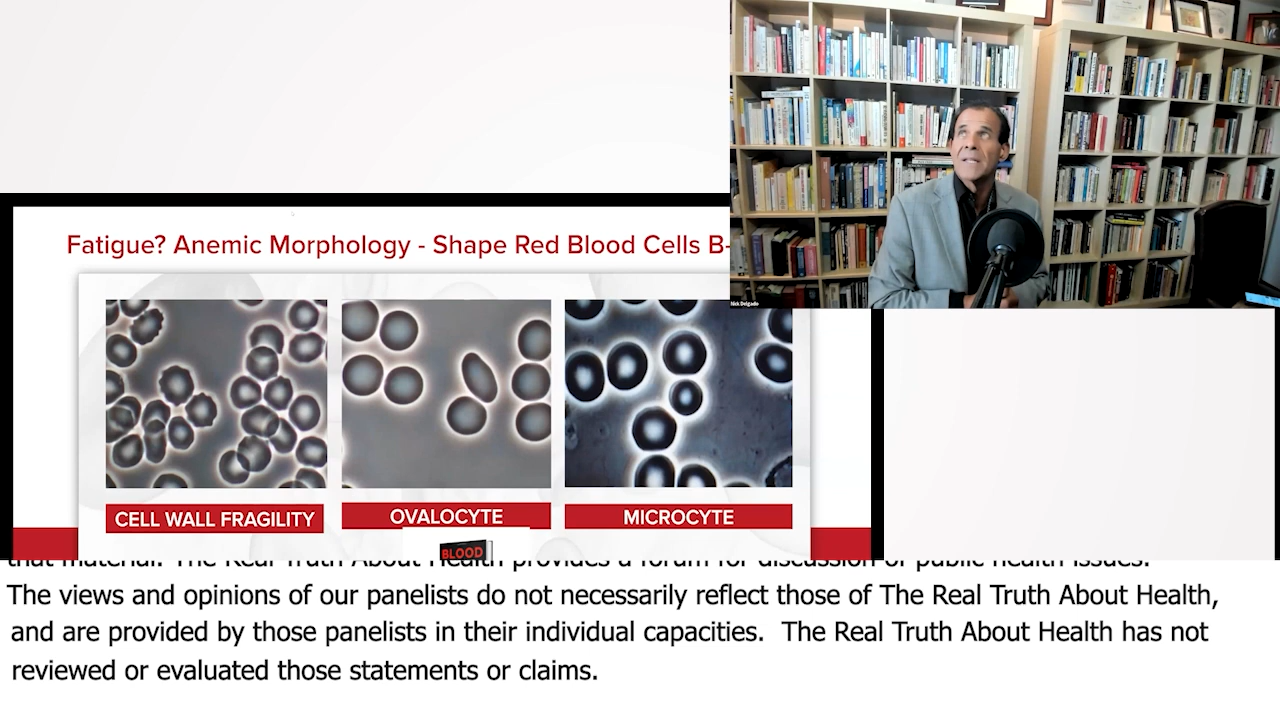 Fatigue? Anemic Morphology - Shape Red Blood Cells B-
Nick Delgado
CELL WALL FRAGILITY
OVALOCYTE
MICROCYTE
BLOOD
that material. The Real Truth About Health provides a forum for discussion of public health issues.
The views and opinions of our panelists do not necessarily reflect those of The Real Truth About Health,
and are provided by those panelists in their individual capacities. The Real Truth About Health has not
reviewed or evaluated those statements or claims.